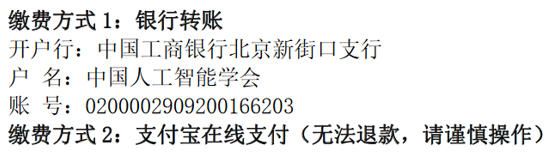 缴费方式 1：银行转账
开户行：中国工商银行北京新街口支行
户 名：中国人工智能学会
账 号：0200002909200166203
缴费方式 2：支付宝在线支付（无法退款，请谨慎操作）